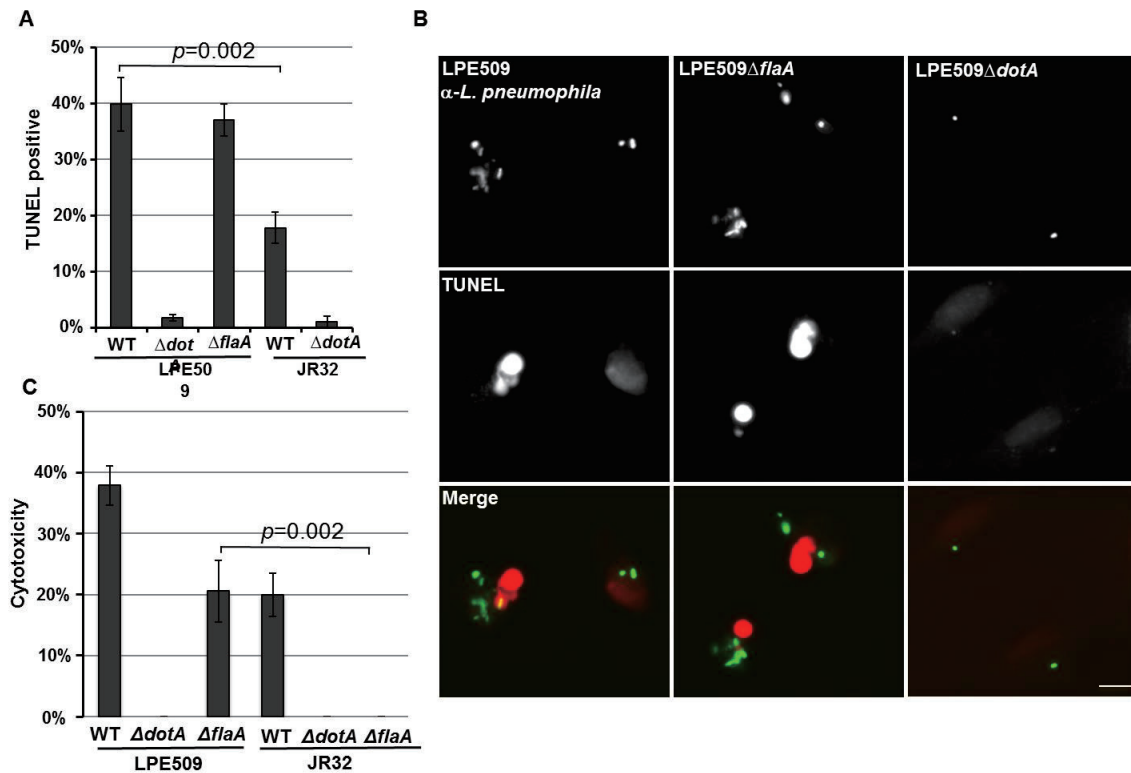 A
50%
p=0.002
40%
30%
20%
10%
0%
TUNEL positive
WT
Δdot
A
ΔflaA
WT
ΔdotA
LPE50
9
JR32
B
LPE509
α-L. pneumophila
LPE509ΔflaA
LPE509ΔdotA
TUNEL
Merge
C
50%
40%
p=0.002
30%
20%
10%
0%
Cytotoxicity
WT ΔdotA ΔflaA WT ΔdotA ΔflaA
LPE509 JR32